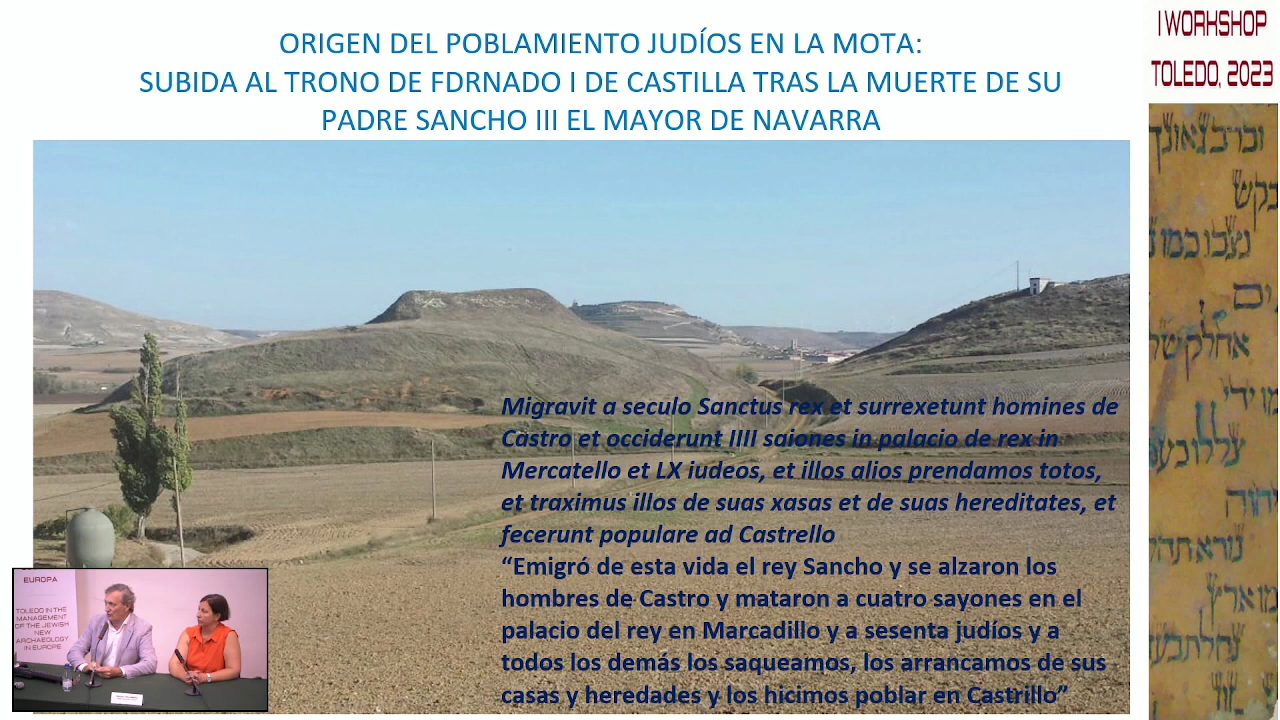 ORIGEN DEL POBLAMIENTO JUDÍOS EN LA MOTA:
SUBIDA AL TRONO DE FDRNADO I DE CASTILLA TRAS LA MUERTE DE SU
PADRE SANCHO III EL MAYOR DE NAVARRA
I WORKSHOP
TOLEDO, 2023
Migravit a seculo Sanctus rex et surrexetunt homines de
Castro et occiderunt IIII saiones in palacio de rex in
Mercatello et LX iudeos, et illos alios prendamos totos,
et traximus illos de suas xasas et de suas hereditates, et
fecerunt populare ad Castrello
“Emigró de esta vida el rey Sancho y se alzaron los
hombres de Castro y mataron a cuatro sayones en el
palacio del rey en Marcadillo y a sesenta judíos y a
todos los demás los saqueamos, los arrancamos de sus
casas y heredades y los hicimos poblar en Castrillo”
EUROPA
TOLEDO IN THE
MANAGEMENT
OF THE JEWISH
NEW
ARCHAEOLOGY
IN EUROPE